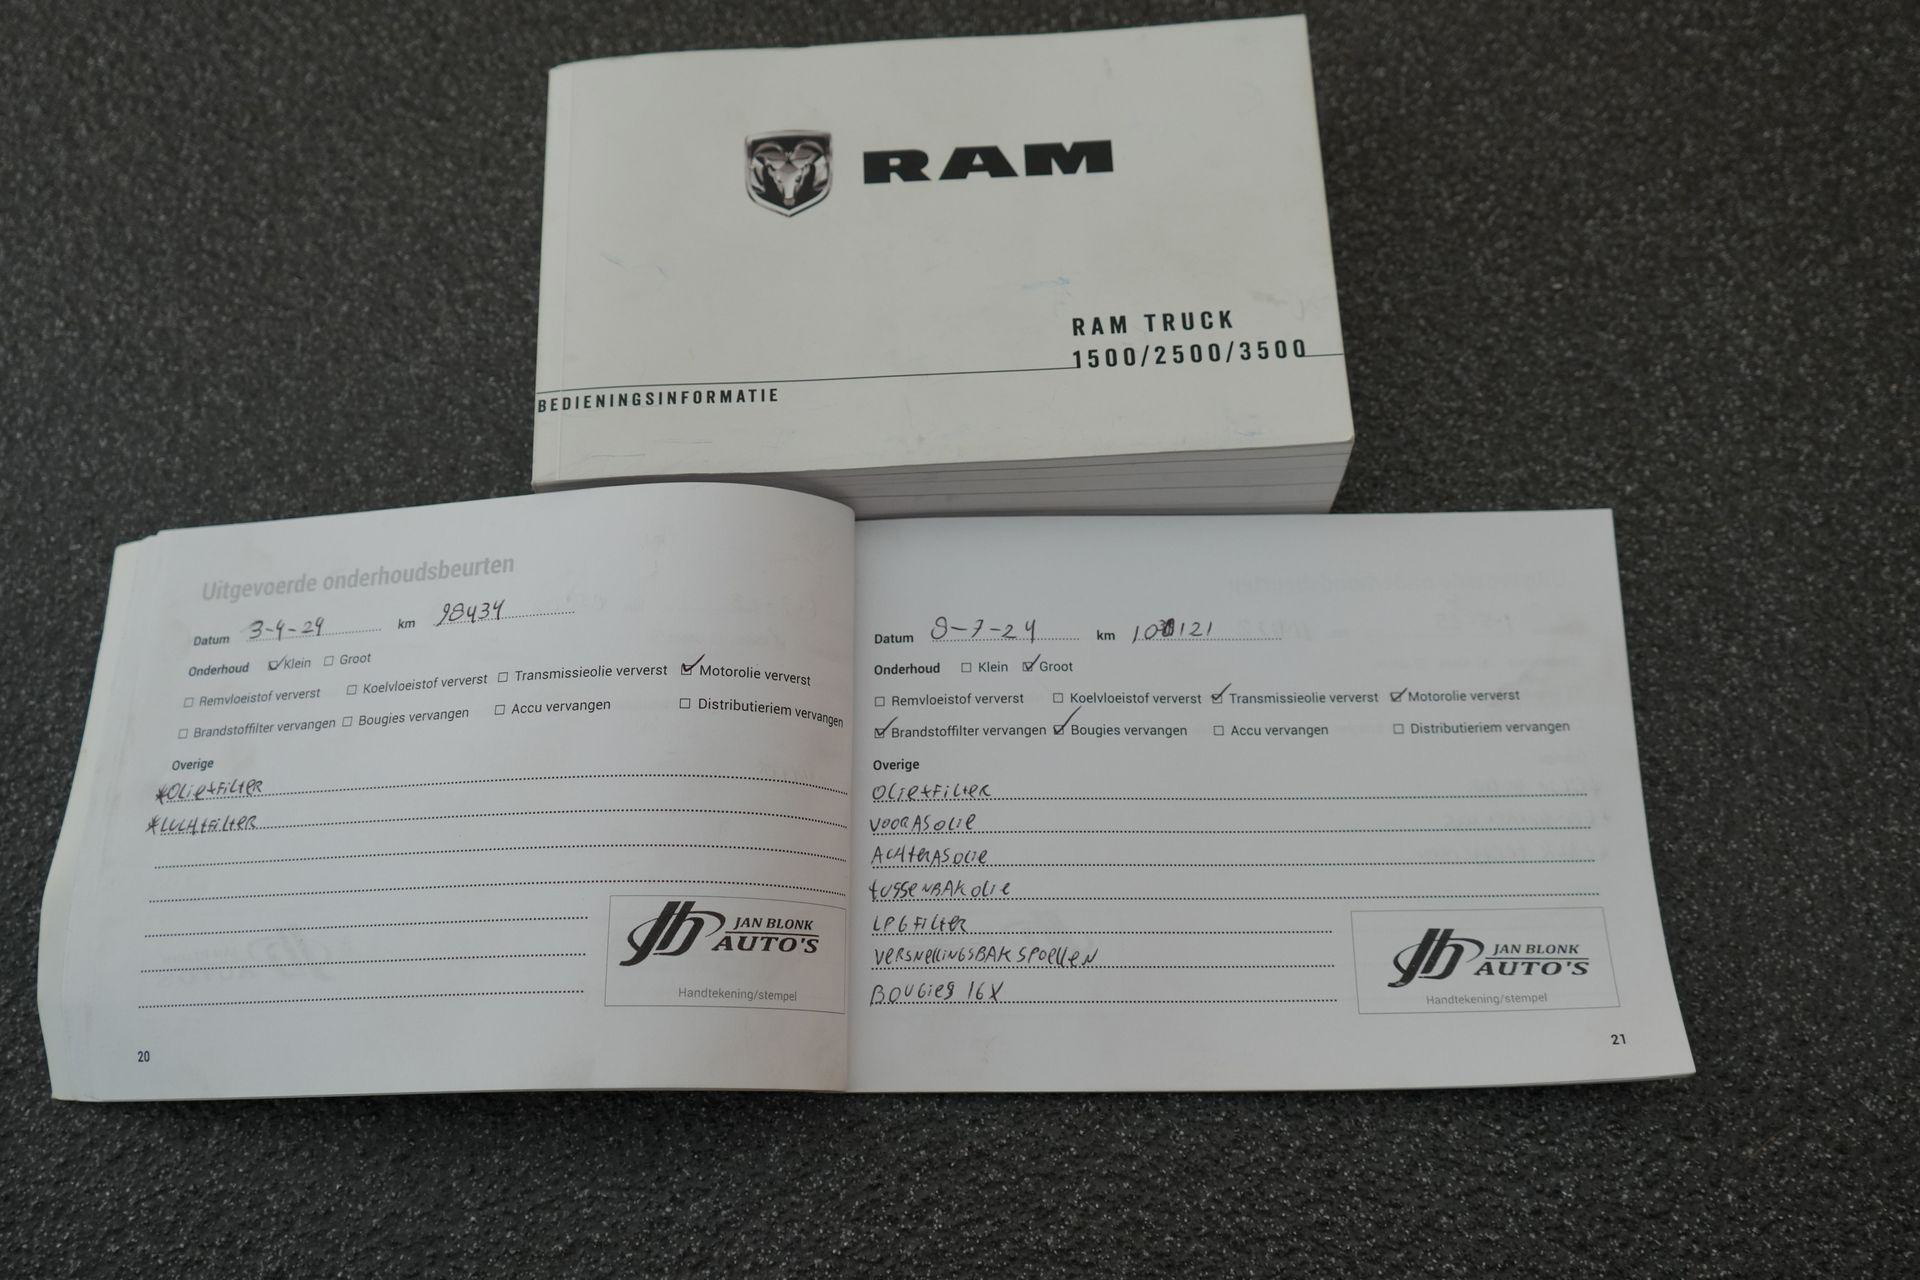 RAM
RAM TRUCK
1500/2500/3500
BEDIENINGSINFORMATIE
Uitgevoerde onderhoudsbeurten
Datum 3-4-24 km 98434
Onderhoud Klein Groot
Remvloeistof ververst Koelvloeistof ververst Transmissieolie ververst Motorolie ververst
Brandstoffilter vervangen Bougies vervangen Accu vervangen Distributieriem vervangen
Overige
*OLie+FiLteR
*LUCHtFiLteR
JAN BLONK
AUTO'S
Handtekening/stempel
20
Datum 8-7-24 km
Onderhoud Klein Groot
Remvloeistof ververst Koelvloeistof ververst Transmissieolie ververst Motorolie ververst
Brandstoffilter vervangen Bougies vervangen Accu vervangen Distributieriem vervangen
Overige
OLie+FiLteR
VOORASOLie
ACHteRASOLie
tUSSeNBAKOLie
LPGFiLteR
VeRSNeLLiNGSBAK SPOeLLeN
BOUGieS 16X
JAN BLONK
AUTO'S
Handtekening/stempel
21